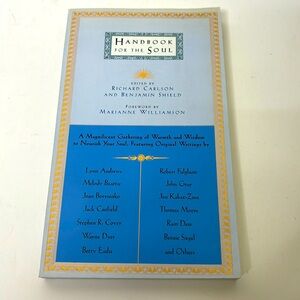 HANDBOOK
FOR THE SOUL
EDITED BY
RICHARD CARLSON
AND BENJAMIN SHIELD
FOREWORD BY
MARIANNE WILLIAMSON
A Magnificent Gathering of Warmth and Wisdom
to Nourish Your Soul, Featuring Original Writings by
Lynn Andrews
Melody Beattie
Joan Borysenko
Jack Canfield
Stephen R. Covey
Wayne Dyer
Betty Eadie
Robert Fulghum
John Gray
Jon Kabat-Zinn
Thomas Moore
Ram Dass
Bernie Siegel
and Others